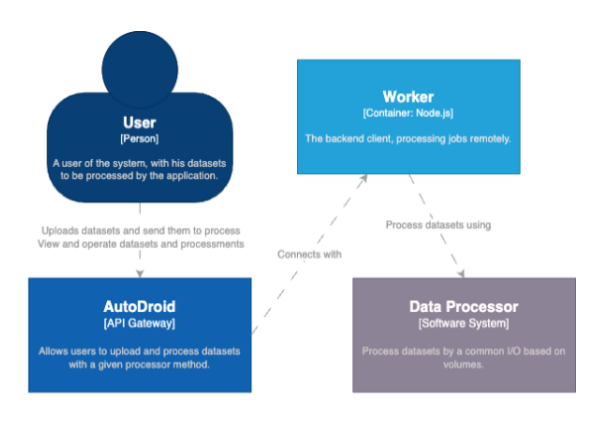 User
[Person]
A user of the system, with his datasets
to be processed by the application.
Uploads datasets and send them to process
View and operate datasets and processments
AutoDroid
[API Gateway]
Allows users to upload and process datasets
with a given processor method.
Connects with
Worker
[Container: Node.js]
The backend client, processing jobs remotely.
Process datasets using
Data Processor
[Software System]
Process datasets by a common I/O based on
volumes.